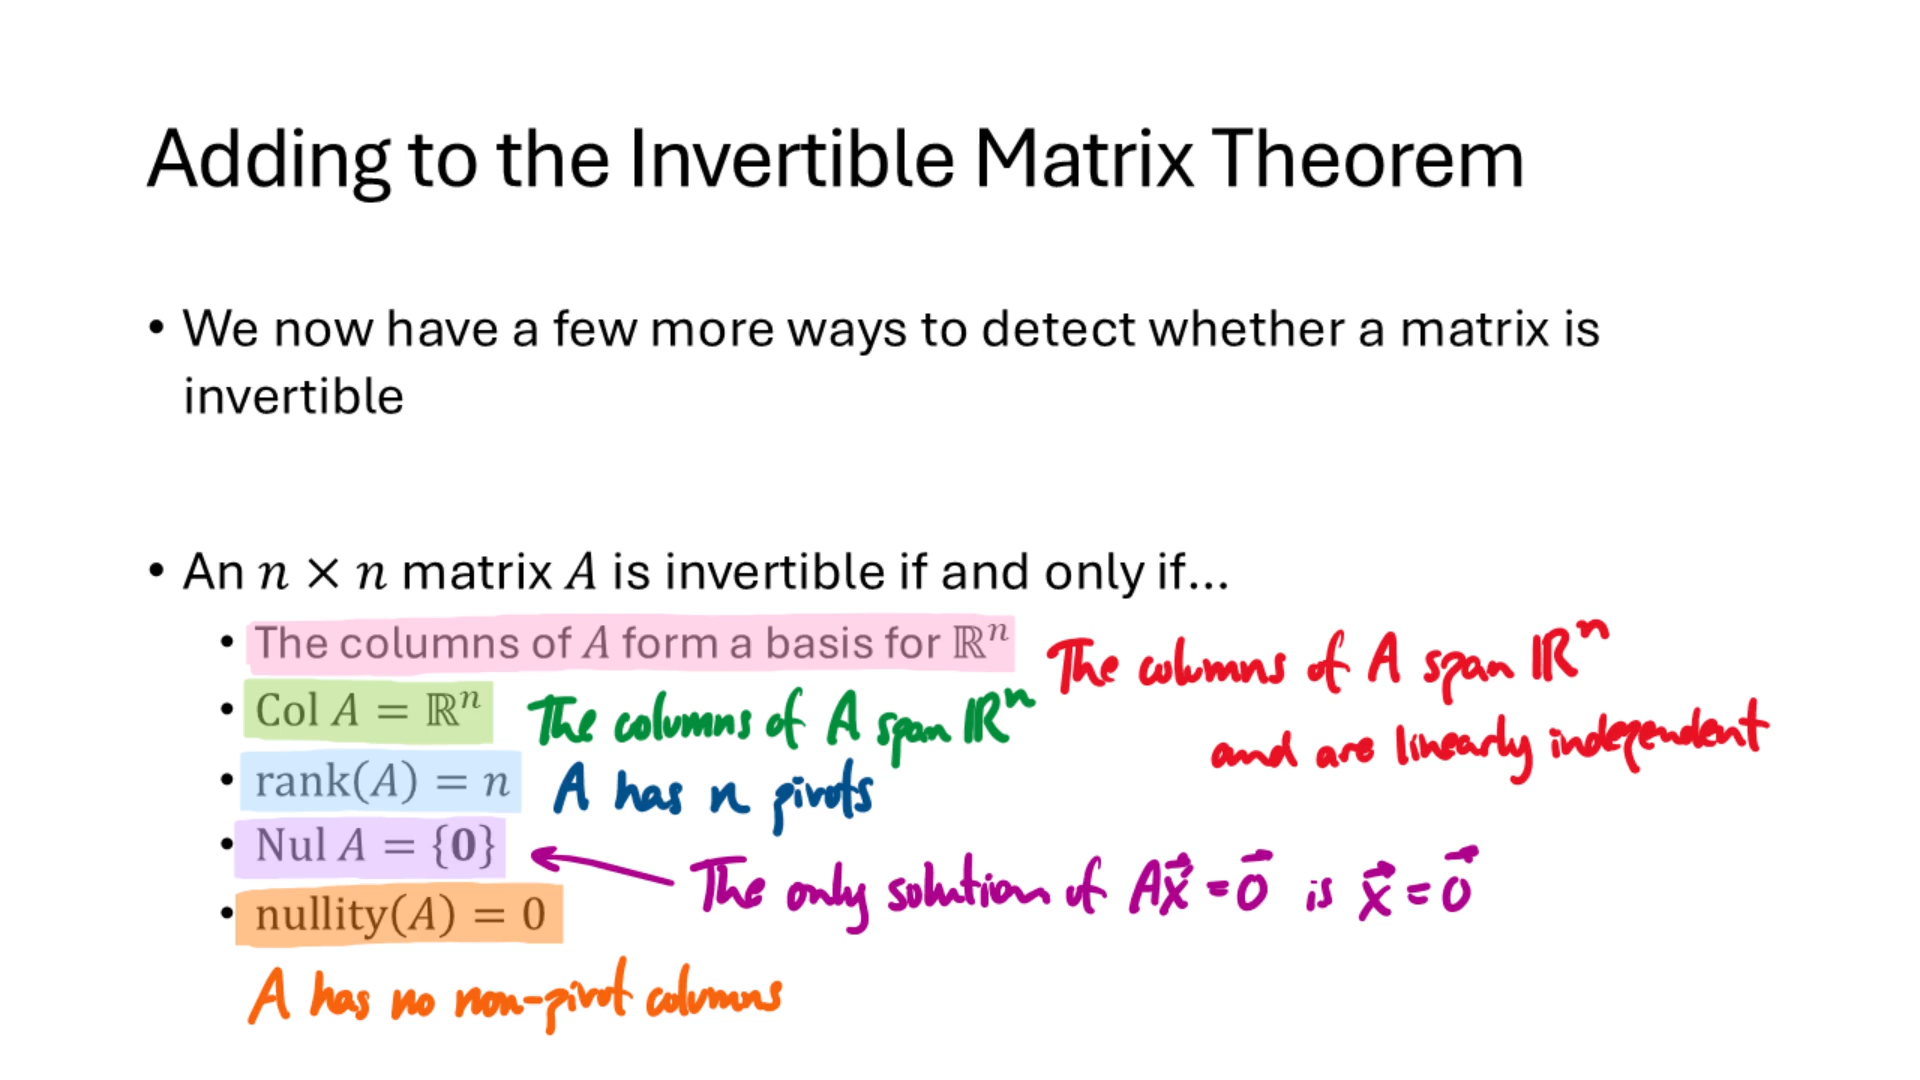 Adding to the Invertible Matrix Theorem
• We now have a few more ways to detect whether a matrix is
invertible
• An n × n matrix A is invertible if and only if...
• The columns of A form a basis for ℝⁿ
The columns of A span ℝⁿ
and are linearly independent
• Col A = ℝⁿ
The columns of A span ℝⁿ
• rank(A) = n
A has n pivots
• Nul A = {𝟎}
The only solution of Ax⃗ = 0⃗ is x⃗ = 0⃗
• nullity(A) = 0
A has no non-pivot columns